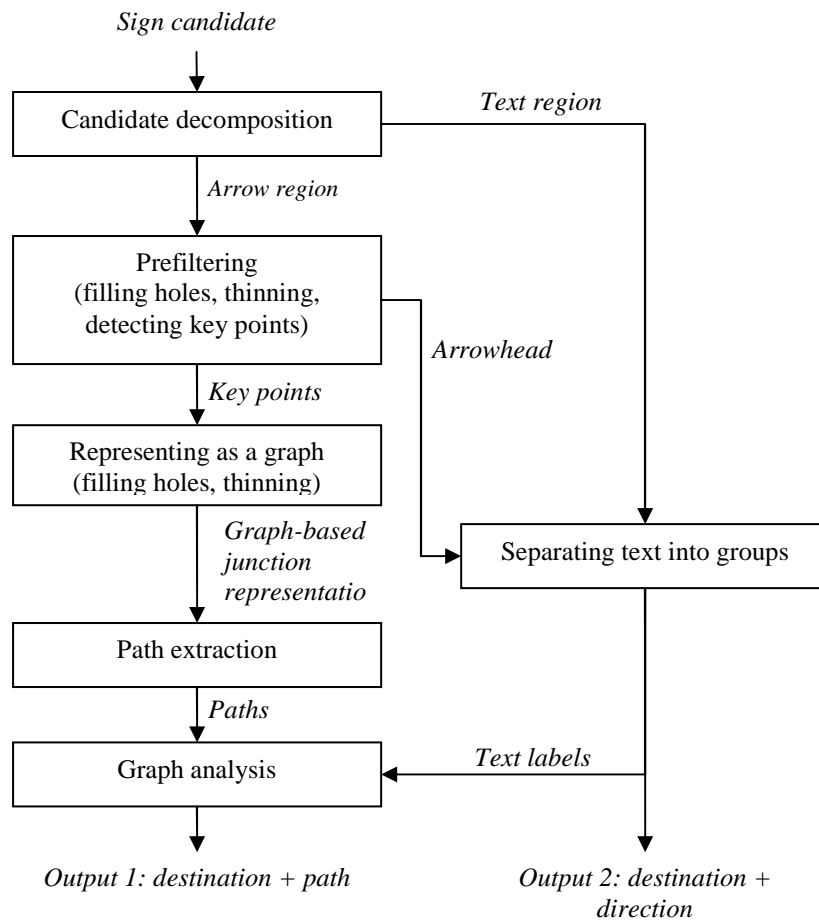 Sign candidate
Candidate decomposition
Text region
Arrow region
Prefiltering
(filling holes, thinning,
detecting key points)
Arrowhead
Key points
Representing as a graph
(filling holes, thinning)
Graph-based
junction
representatio
Separating text into groups
Path extraction
Paths
Graph analysis
Text labels
Output 1: destination + path
Output 2: destination +
direction